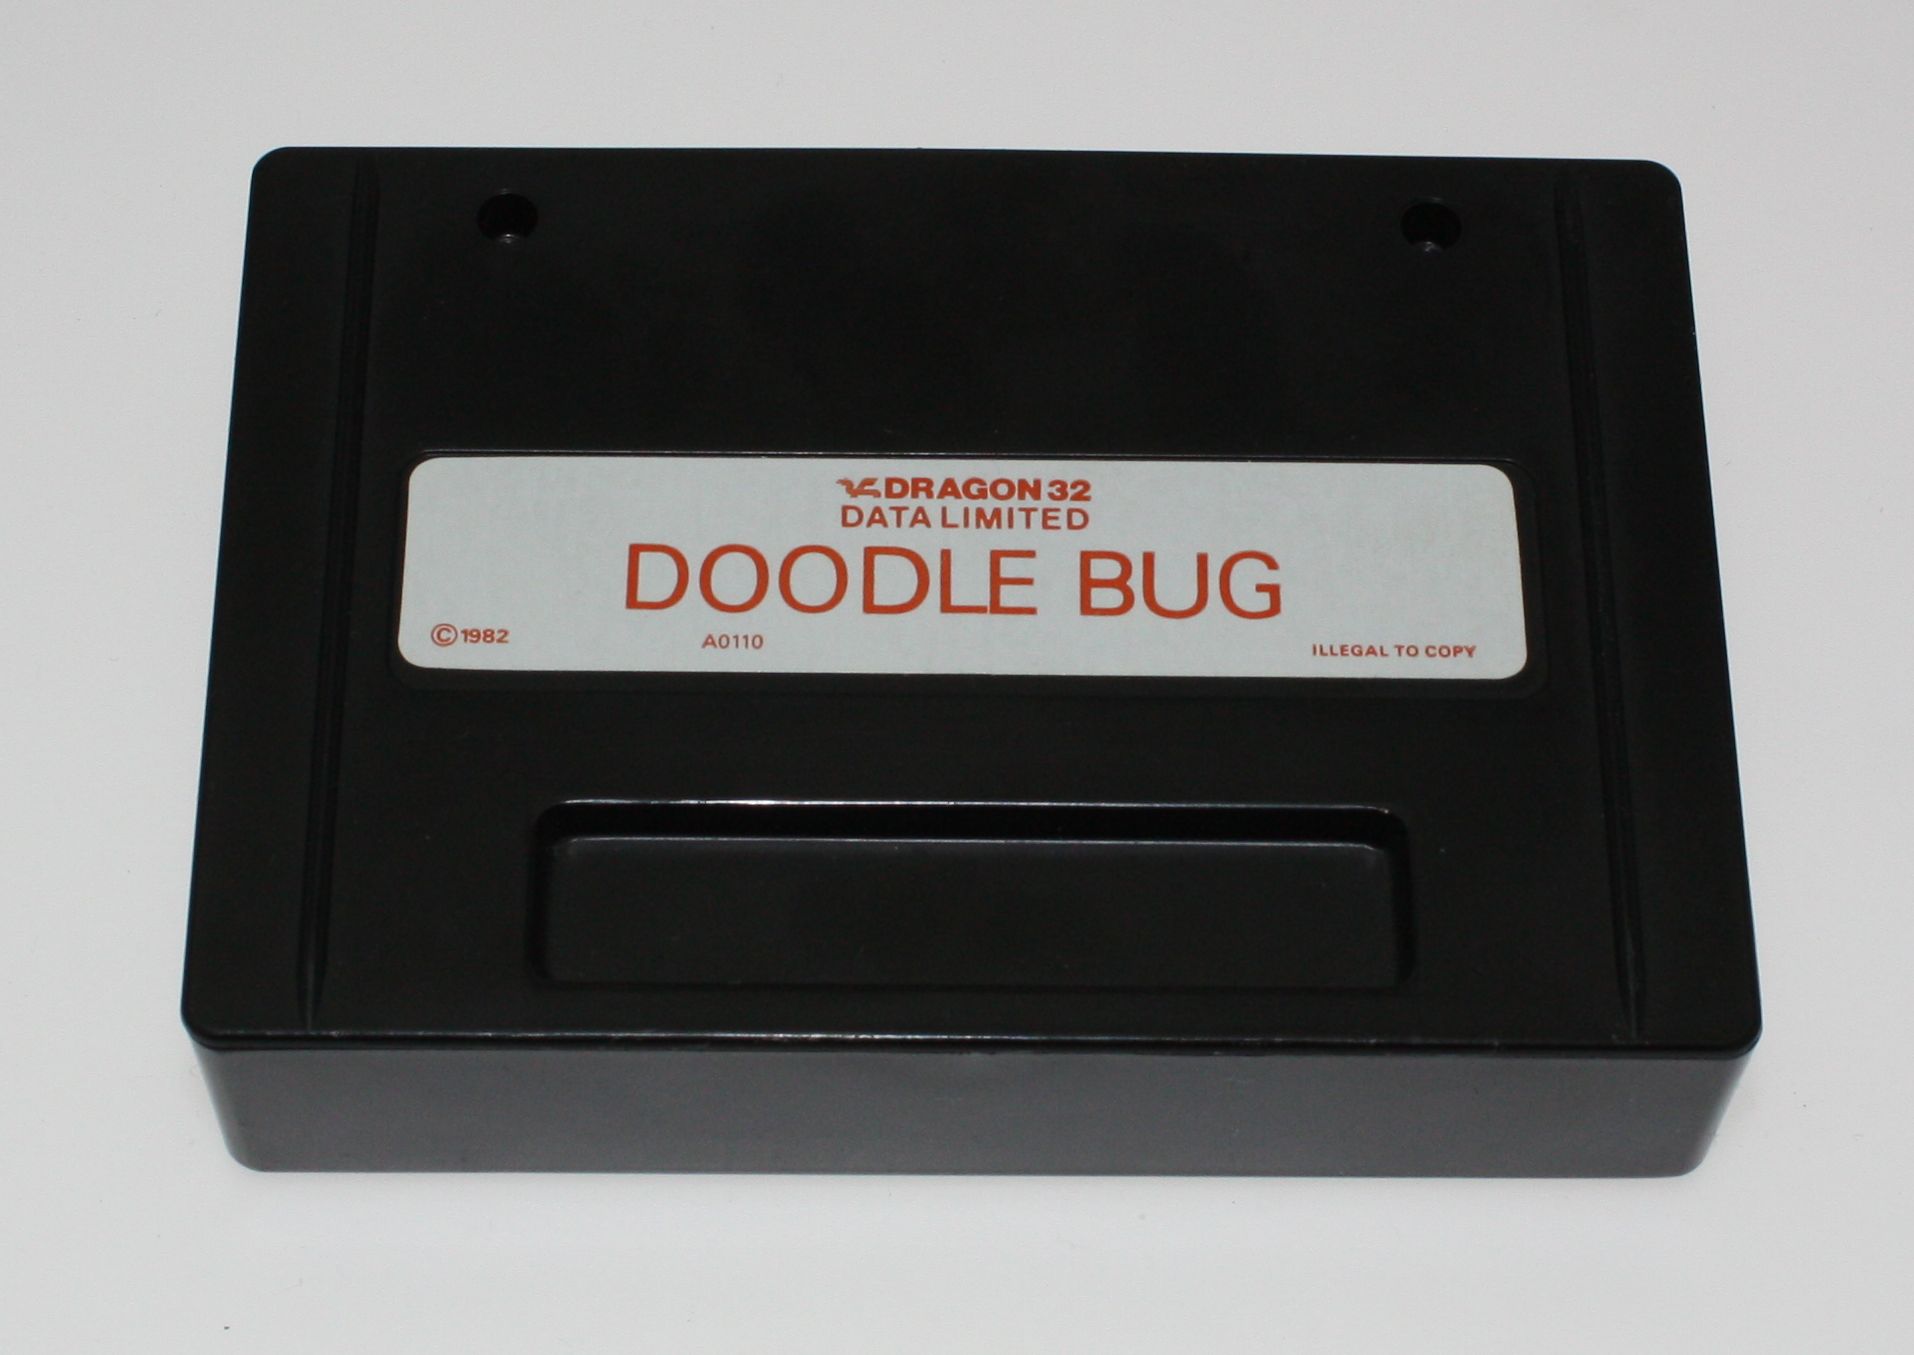 DRAGON 32
DATA LIMITED
DOODLE BUG
©1982 A0110 ILLEGAL TO COPY